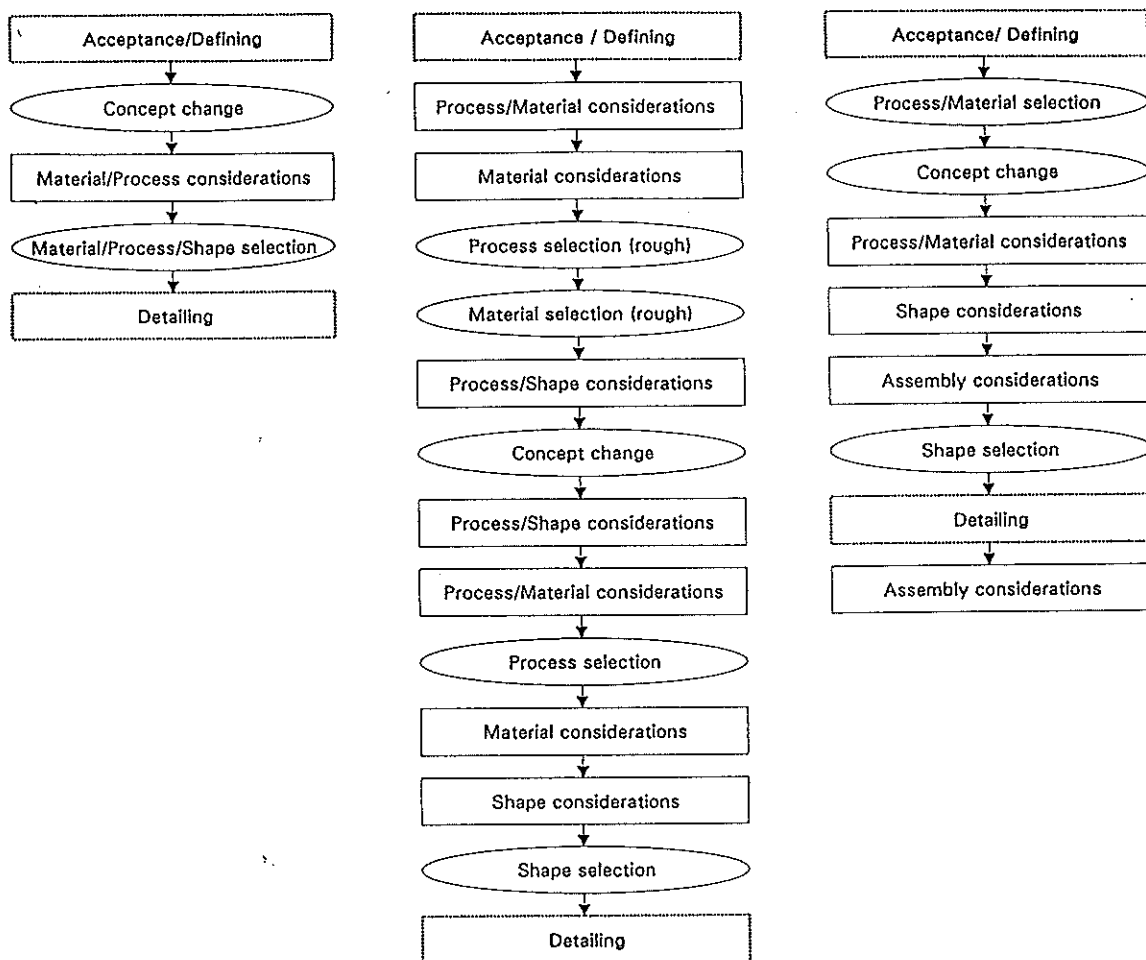 Acceptance/Defining
Concept change
Material/Process considerations
Material/Process/Shape selection
Detailing
Acceptance / Defining
Process/Material considerations
Material considerations
Process selection (rough)
Material selection (rough)
Process/Shape considerations
Concept change
Process/Shape considerations
Process/Material considerations
Process selection
Material considerations
Shape considerations
Shape selection
Detailing
Acceptance/ Defining
Process/Material selection
Concept change
Process/Material considerations
Shape considerations
Assembly considerations
Shape selection
Detailing
Assembly considerations